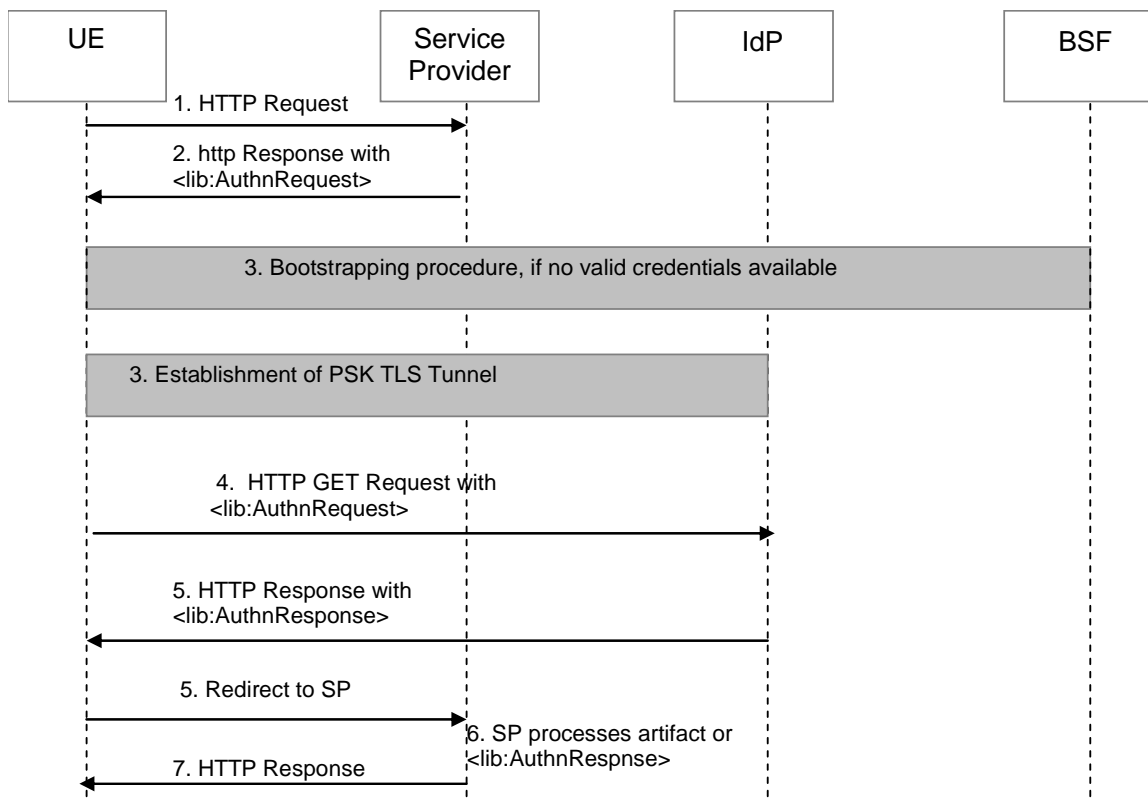 UE
Service
Provider
IdP
BSF
1. HTTP Request
2. http Response with
<lib:AuthnRequest>
3. Bootstrapping procedure, if no valid credentials available
3. Establishment of PSK TLS Tunnel
4. HTTP GET Request with
<lib:AuthnRequest>
5. HTTP Response with
<lib:AuthnResponse>
5. Redirect to SP
6. SP processes artifact or
<lib:AuthnRespnse>
7. HTTP Response